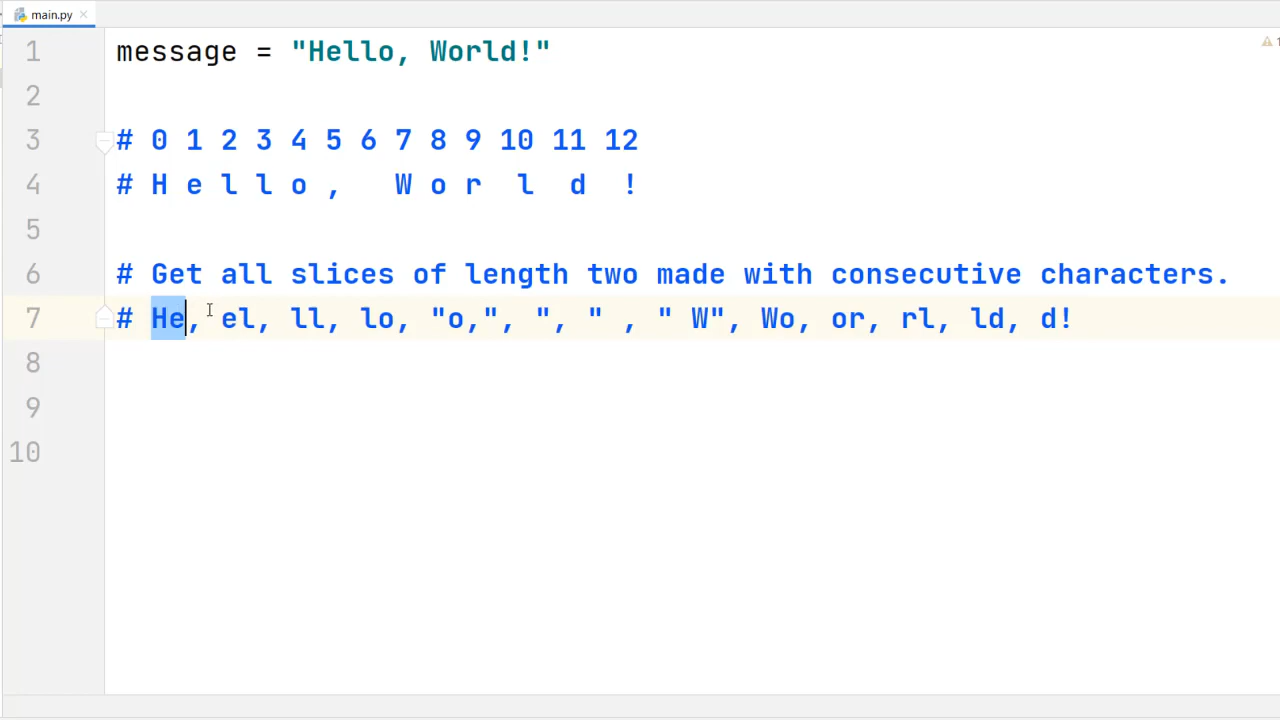 main.py
1 message = "Hello, World!"
2
3 # 0 1 2 3 4 5 6 7 8 9 10 11 12
4 # H e l l o ,   W o r  l  d  !
5
6 # Get all slices of length two made with consecutive characters.
7 # He, el, ll, lo, "o,", ", " , " W", Wo, or, rl, ld, d!
8
9
10
1